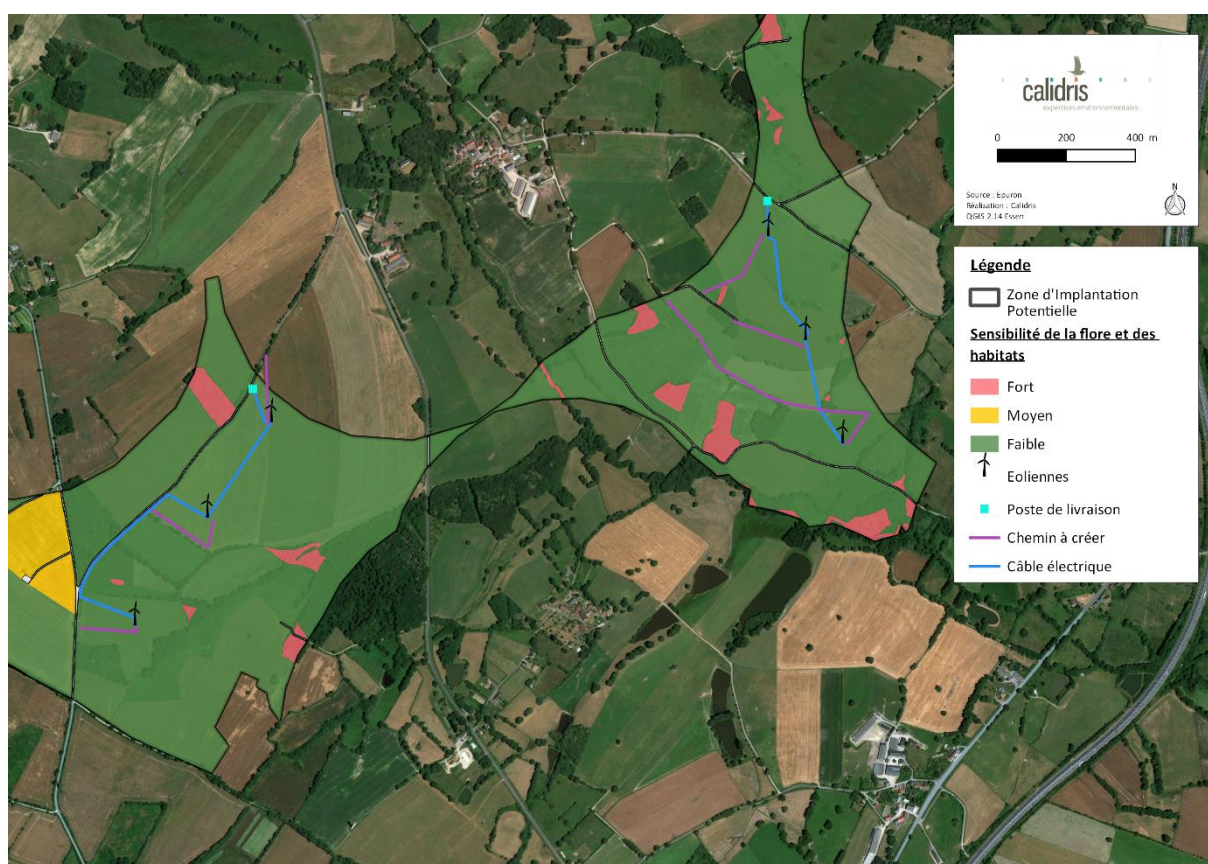 calidris
expertises environnementales
0 200 400 m
Source : Epuron
Réalisation : Calidris
QGIS 2.14 Essen
N
Légende
Zone d'Implantation
Potentielle
Sensibilité de la flore et des
habitats
Fort
Moyen
Faible
Eoliennes
Poste de livraison
Chemin à créer
Câble électrique